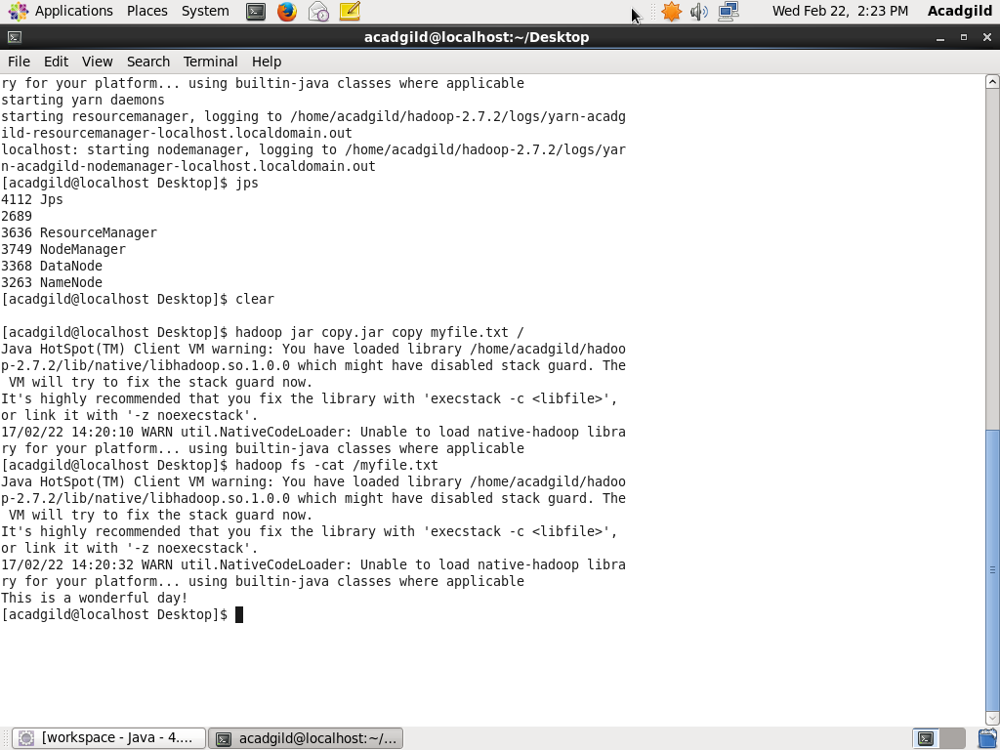 Applications Places System Wed Feb 22, 2:23 PM Acadgild
acadgild@localhost:~/Desktop
File Edit View Search Terminal Help
ry for your platform... using builtin-java classes where applicable
starting yarn daemons
starting resourcemanager, logging to /home/acadgild/hadoop-2.7.2/logs/yarn-acadg
ild-resourcemanager-localhost.localdomain.out
localhost: starting nodemanager, logging to /home/acadgild/hadoop-2.7.2/logs/yar
n-acadgild-nodemanager-localhost.localdomain.out
[acadgild@localhost Desktop]$ jps
4112 Jps
2689
3636 ResourceManager
3749 NodeManager
3368 DataNode
3263 NameNode
[acadgild@localhost Desktop]$ clear
[acadgild@localhost Desktop]$ hadoop jar copy.jar copy myfile.txt /
Java HotSpot(TM) Client VM warning: You have loaded library /home/acadgild/hadoo
p-2.7.2/lib/native/libhadoop.so.1.0.0 which might have disabled stack guard. The
 VM will try to fix the stack guard now.
It's highly recommended that you fix the library with 'execstack -c <libfile>',
or link it with '-z noexecstack'.
17/02/22 14:20:10 WARN util.NativeCodeLoader: Unable to load native-hadoop libra
ry for your platform... using builtin-java classes where applicable
[acadgild@localhost Desktop]$ hadoop fs -cat /myfile.txt
Java HotSpot(TM) Client VM warning: You have loaded library /home/acadgild/hadoo
p-2.7.2/lib/native/libhadoop.so.1.0.0 which might have disabled stack guard. The
 VM will try to fix the stack guard now.
It's highly recommended that you fix the library with 'execstack -c <libfile>',
or link it with '-z noexecstack'.
17/02/22 14:20:32 WARN util.NativeCodeLoader: Unable to load native-hadoop libra
ry for your platform... using builtin-java classes where applicable
This is a wonderful day!
[acadgild@localhost Desktop]$
[workspace - Java - 4.... acadgild@localhost:~/...